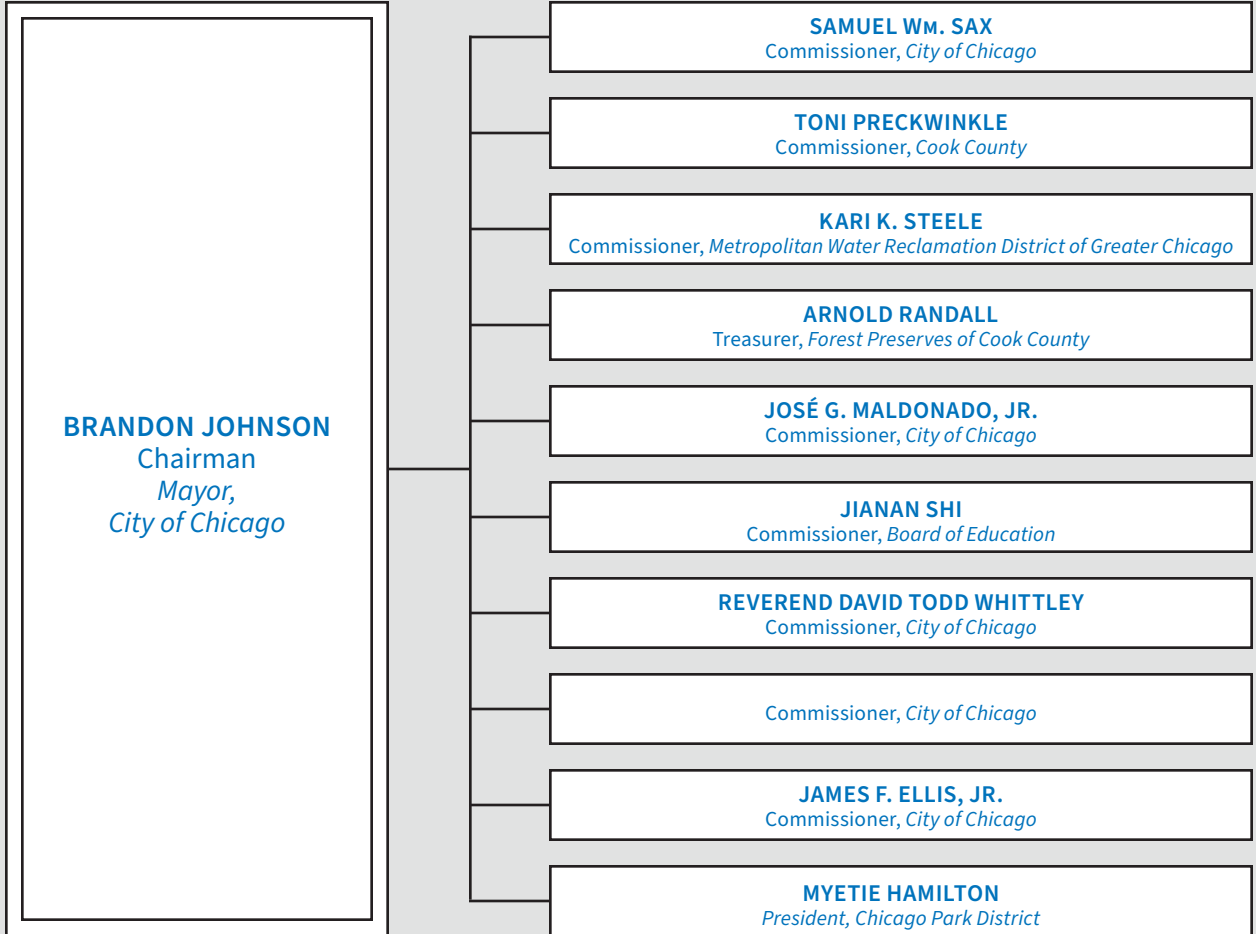 BRANDON JOHNSON
Chairman
Mayor,
City of Chicago
SAMUEL WM. SAX
Commissioner, City of Chicago
TONI PRECKWINKLE
Commissioner, Cook County
KARI K. STEELE
Commissioner, Metropolitan Water Reclamation District of Greater Chicago
ARNOLD RANDALL
Treasurer, Forest Preserves of Cook County
JOSÉ G. MALDONADO, JR.
Commissioner, City of Chicago
JIANAN SHI
Commissioner, Board of Education
REVEREND DAVID TODD WHITTLEY
Commissioner, City of Chicago
Commissioner, City of Chicago
JAMES F. ELLIS, JR.
Commissioner, City of Chicago
MYETIE HAMILTON
President, Chicago Park District